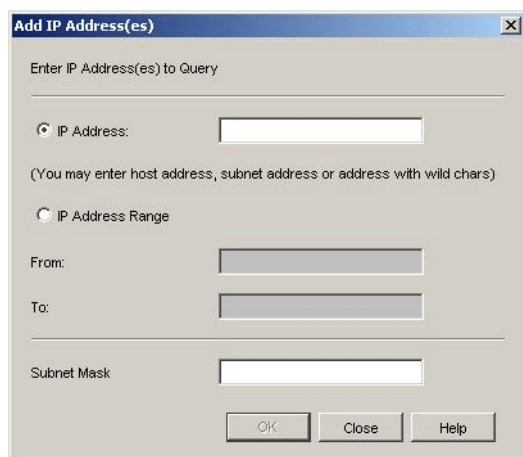 Add IP Address(es)
Enter IP Address(es) to Query
IP Address:
(You may enter host address, subnet address or address with wild chars)
IP Address Range
From:
To:
Subnet Mask
OK Close Help